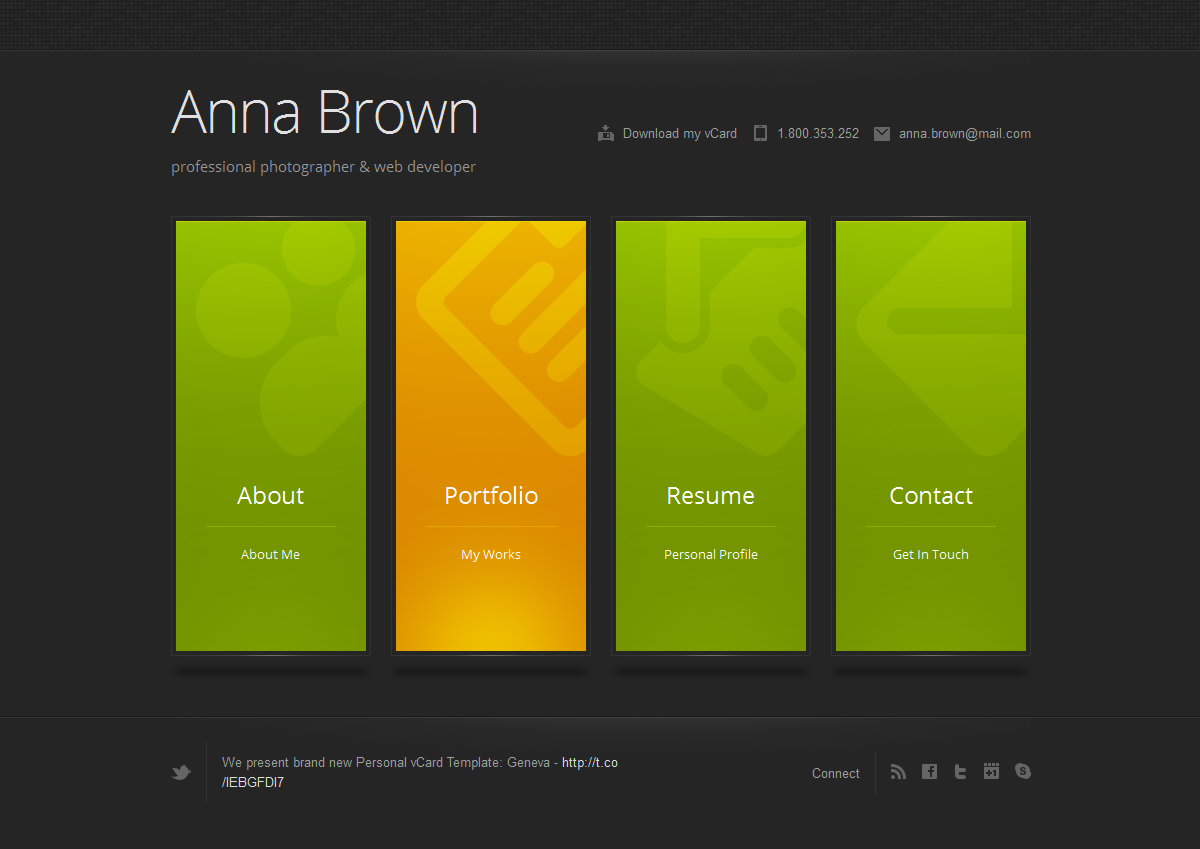 Anna Brown
professional photographer & web developer
Download my vCard
1.800.353.252
anna.brown@mail.com
About
About Me
Portfolio
My Works
Resume
Personal Profile
Contact
Get In Touch
We present brand new Personal vCard Template: Geneva - http://t.co
/IEBGFDI7
Connect